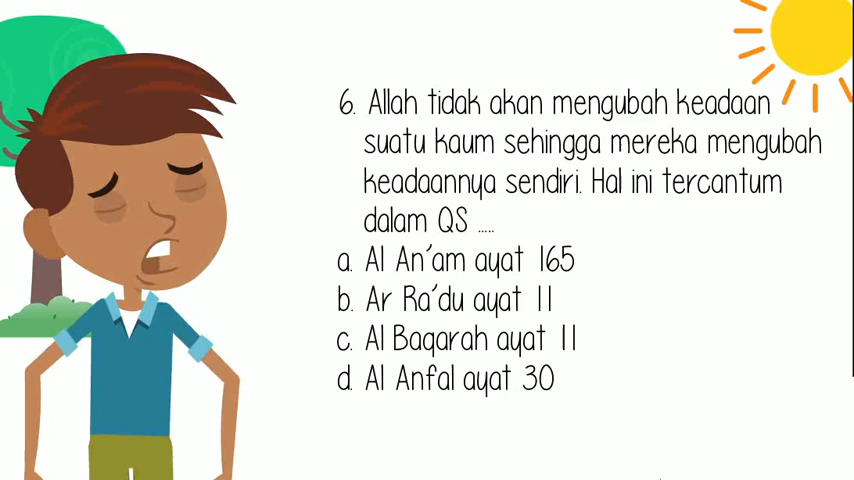 6. Allah tidak akan mengubah keadaan
suatu kaum sehingga mereka mengubah
keadaannya sendiri. Hal ini tercantum
dalam QS .....
a. Al An'am ayat 165
b. Ar Ra'du ayat 11
c. Al Baqarah ayat 11
d. Al Anfal ayat 30